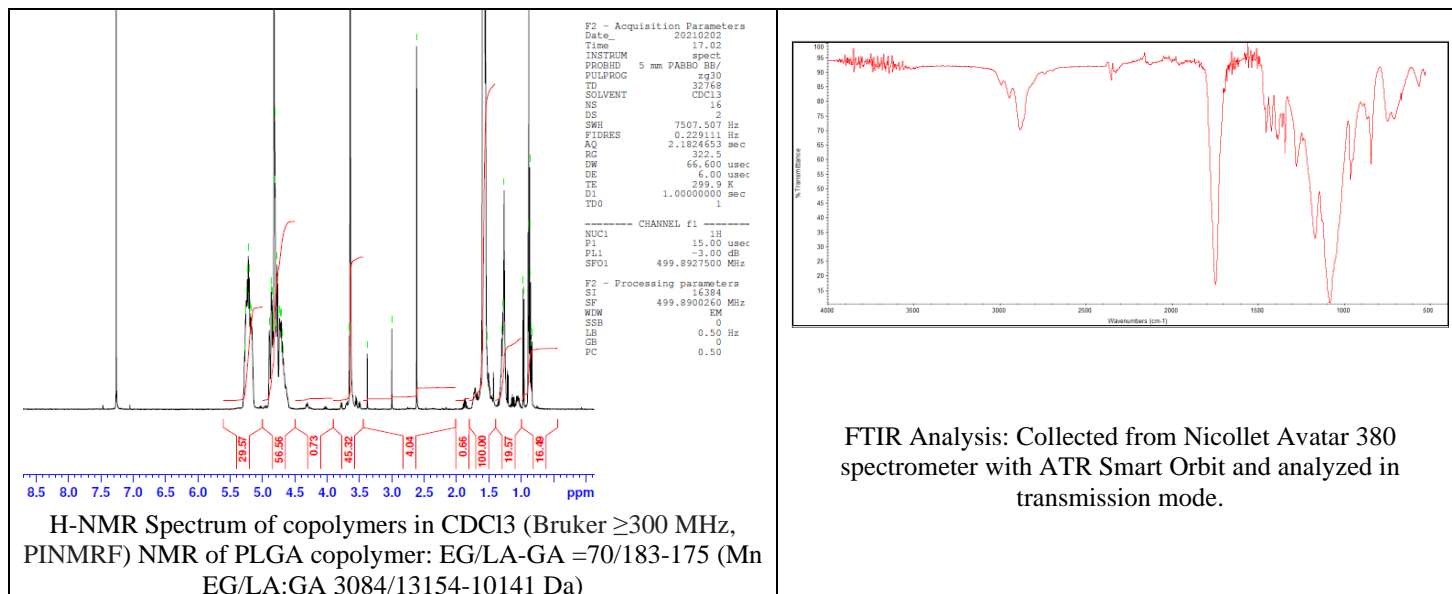 F2 - Acquisition Parameters
Date_ 20210202
Time 17.02
INSTRUM spect
PROBHD 5 mm PABBO BB/
PULPROG zg30
TD 32768
SOLVENT CDCl3
NS 16
DS 2
SWH 7507.507 Hz
FIDRES 0.229111 Hz
AQ 2.1824653 sec
RG 322.5
DW 66.600 usec
DE 6.00 usec
TE 299.9 K
D1 1.00000000 sec
TD0 1
======== CHANNEL f1 ========
NUC1 1H
P1 15.00 usec
PL1 -3.00 dB
SFO1 499.8927500 MHz
F2 - Processing parameters
SI 16384
SF 499.8900260 MHz
WDW EM
SSB 0
LB 0.50 Hz
GB 0
PC 0.50
29.57 56.56 0.73 45.32 4.04 0.66 100.00 19.57 16.49
8.5 8.0 7.5 7.0 6.5 6.0 5.5 5.0 4.5 4.0 3.5 3.0 2.5 2.0 1.5 1.0 ppm
H-NMR Spectrum of copolymers in CDCl3 (Bruker ≥300 MHz,
PINMRF) NMR of PLGA copolymer: EG/LA-GA =70/183-175 (Mn
EG/LA:GA 3084/13154-10141 Da)
100
95
90
85
80
75
70
65
60
55
50
45
40
35
30
25
20
15
%Transmittance
4000 3500 3000 2500 2000 1500 1000 500
Wavenumbers (cm-1)
FTIR Analysis: Collected from Nicollet Avatar 380
spectrometer with ATR Smart Orbit and analyzed in
transmission mode.